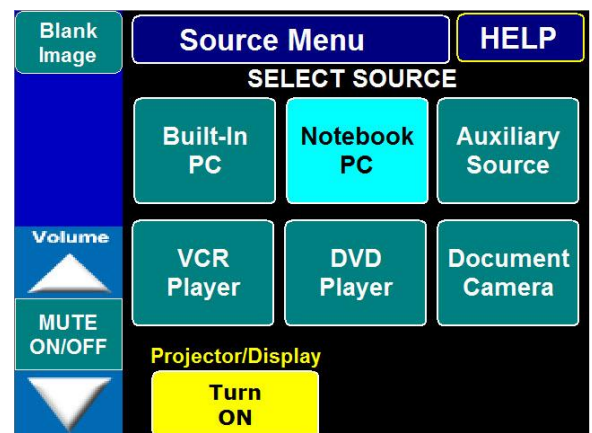 Blank
Image
Source Menu
HELP
SELECT SOURCE
Built-In
PC
Notebook
PC
Auxiliary
Source
Volume
VCR
Player
DVD
Player
Document
Camera
MUTE
ON/OFF
Projector/Display
Turn
ON